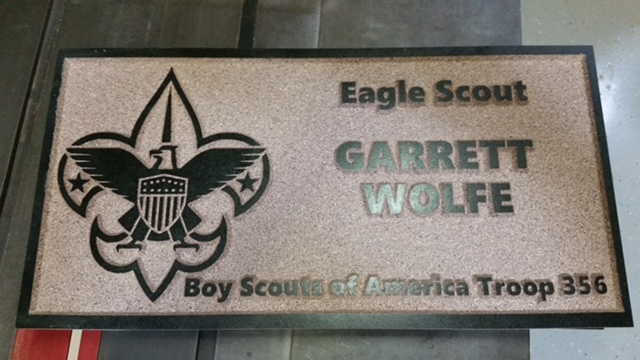 Eagle Scout
GARRETT
WOLFE
Boy Scouts of America Troop 356